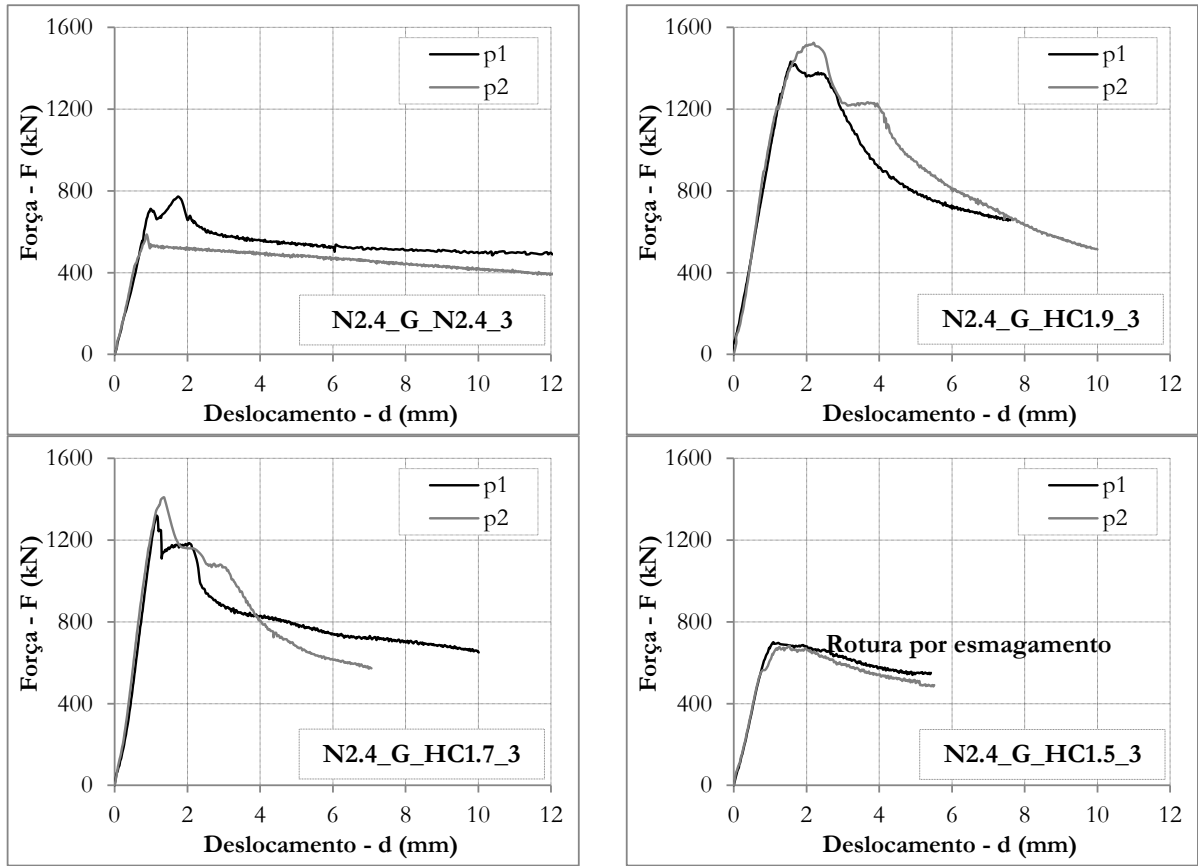 1600
1200
800
400
0
Força - F (kN)
p1
p2
N2.4_G_N2.4_3
0 2 4 6 8 10 12
Deslocamento - d (mm)
1600
1200
800
400
0
Força - F (kN)
p1
p2
N2.4_G_HC1.9_3
0 2 4 6 8 10 12
Deslocamento - d (mm)
1600
1200
800
400
0
Força - F (kN)
p1
p2
N2.4_G_HC1.7_3
0 2 4 6 8 10 12
Deslocamento - d (mm)
1600
1200
800
400
0
Força - F (kN)
p1
p2
Rotura por esmagamento
N2.4_G_HC1.5_3
0 2 4 6 8 10 12
Deslocamento - d (mm)